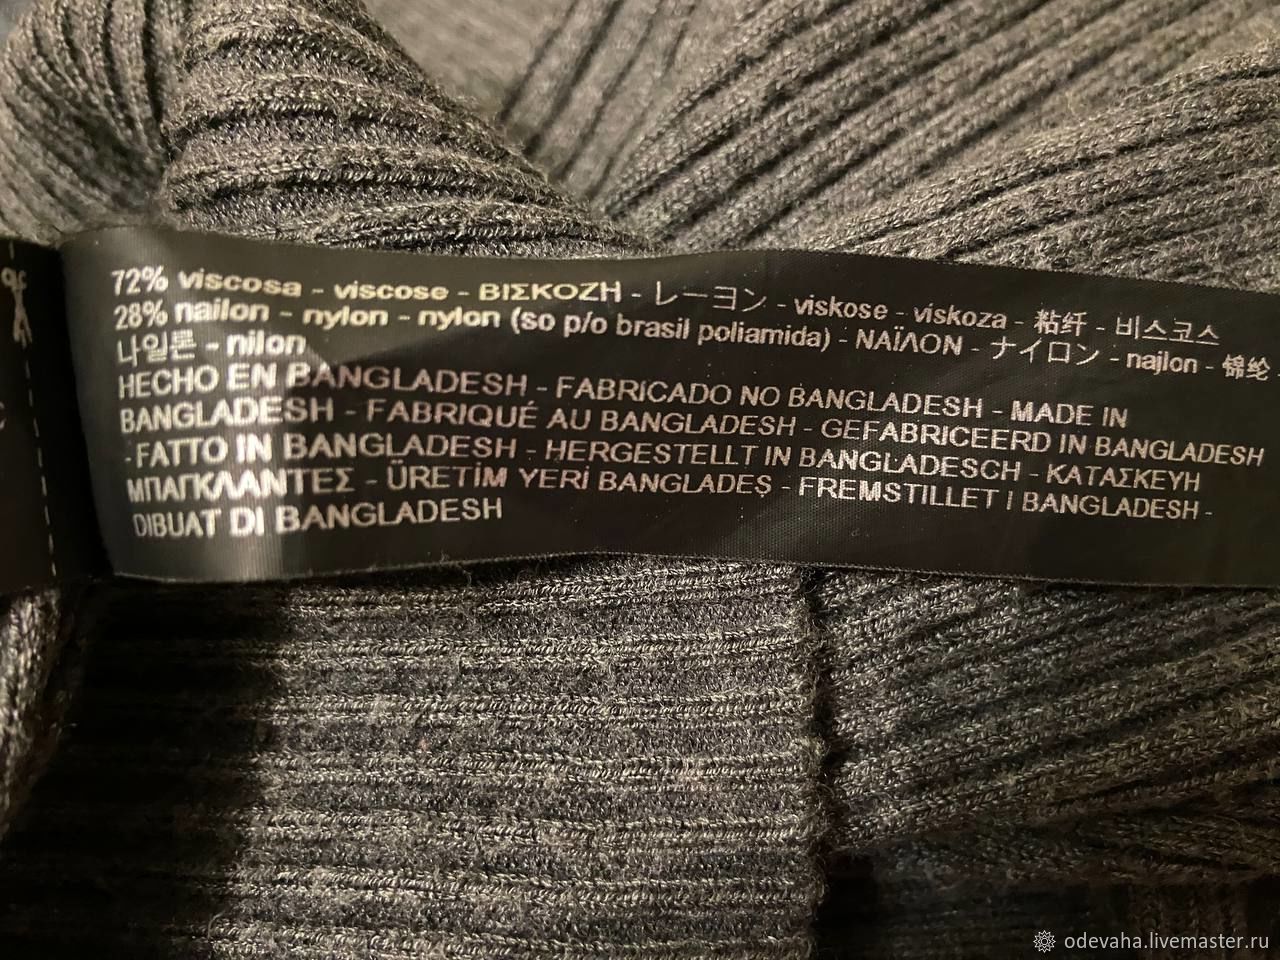 72% viscosa - viscose - ΒΙΣΚΟΖΗ - レーヨン - viskose - viskoza - 粘纤 - 비스코스
28% nailon - nylon - nylon (so p/o brasil poliamida) - ΝΑΪΛΟΝ - ナイロン - najlon - 锦纶 -
나일론 - nilon
HECHO EN BANGLADESH - FABRICADO NO BANGLADESH - MADE IN
BANGLADESH - FABRIQUÉ AU BANGLADESH - GEFABRICEERD IN BANGLADESH
- FATTO IN BANGLADESH - HERGESTELLT IN BANGLADESCH - ΚΑΤΑΣΚΕΥΗ
ΜΠΑΓΚΛΑΝΤΕΣ - ÜRETİM YERİ BANGLADEŞ - FREMSTILLET I BANGLADESH -
DIBUAT DI BANGLADESH
odevaha.livemaster.ru